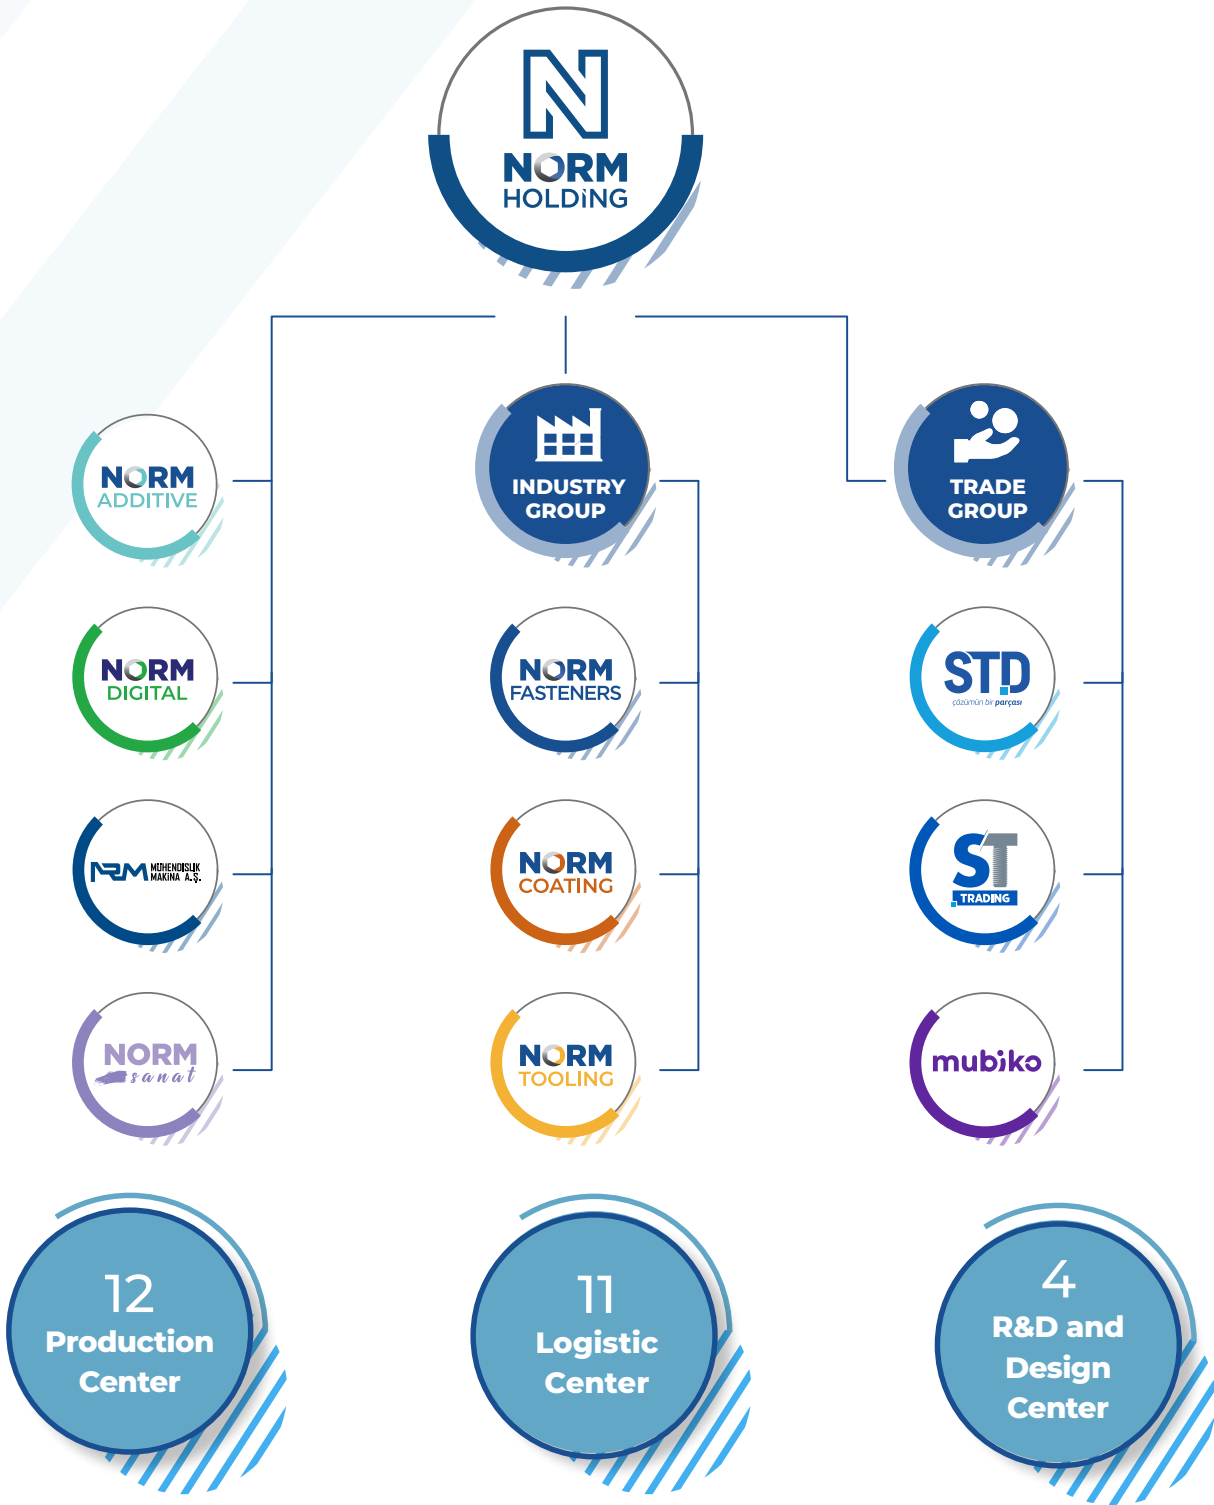 N
NORM
HOLDİNG
NORM
ADDITIVE
NORM
DIGITAL
NRM MÜHENDİSLİK
MAKİNA A.Ş.
NORM
sanat
INDUSTRY
GROUP
NORM
FASTENERS
NORM
COATING
NORM
TOOLING
TRADE
GROUP
STD
çözümün bir parçası
ST
TRADING
mubiko
12
Production
Center
11
Logistic
Center
4
R&D and
Design
Center